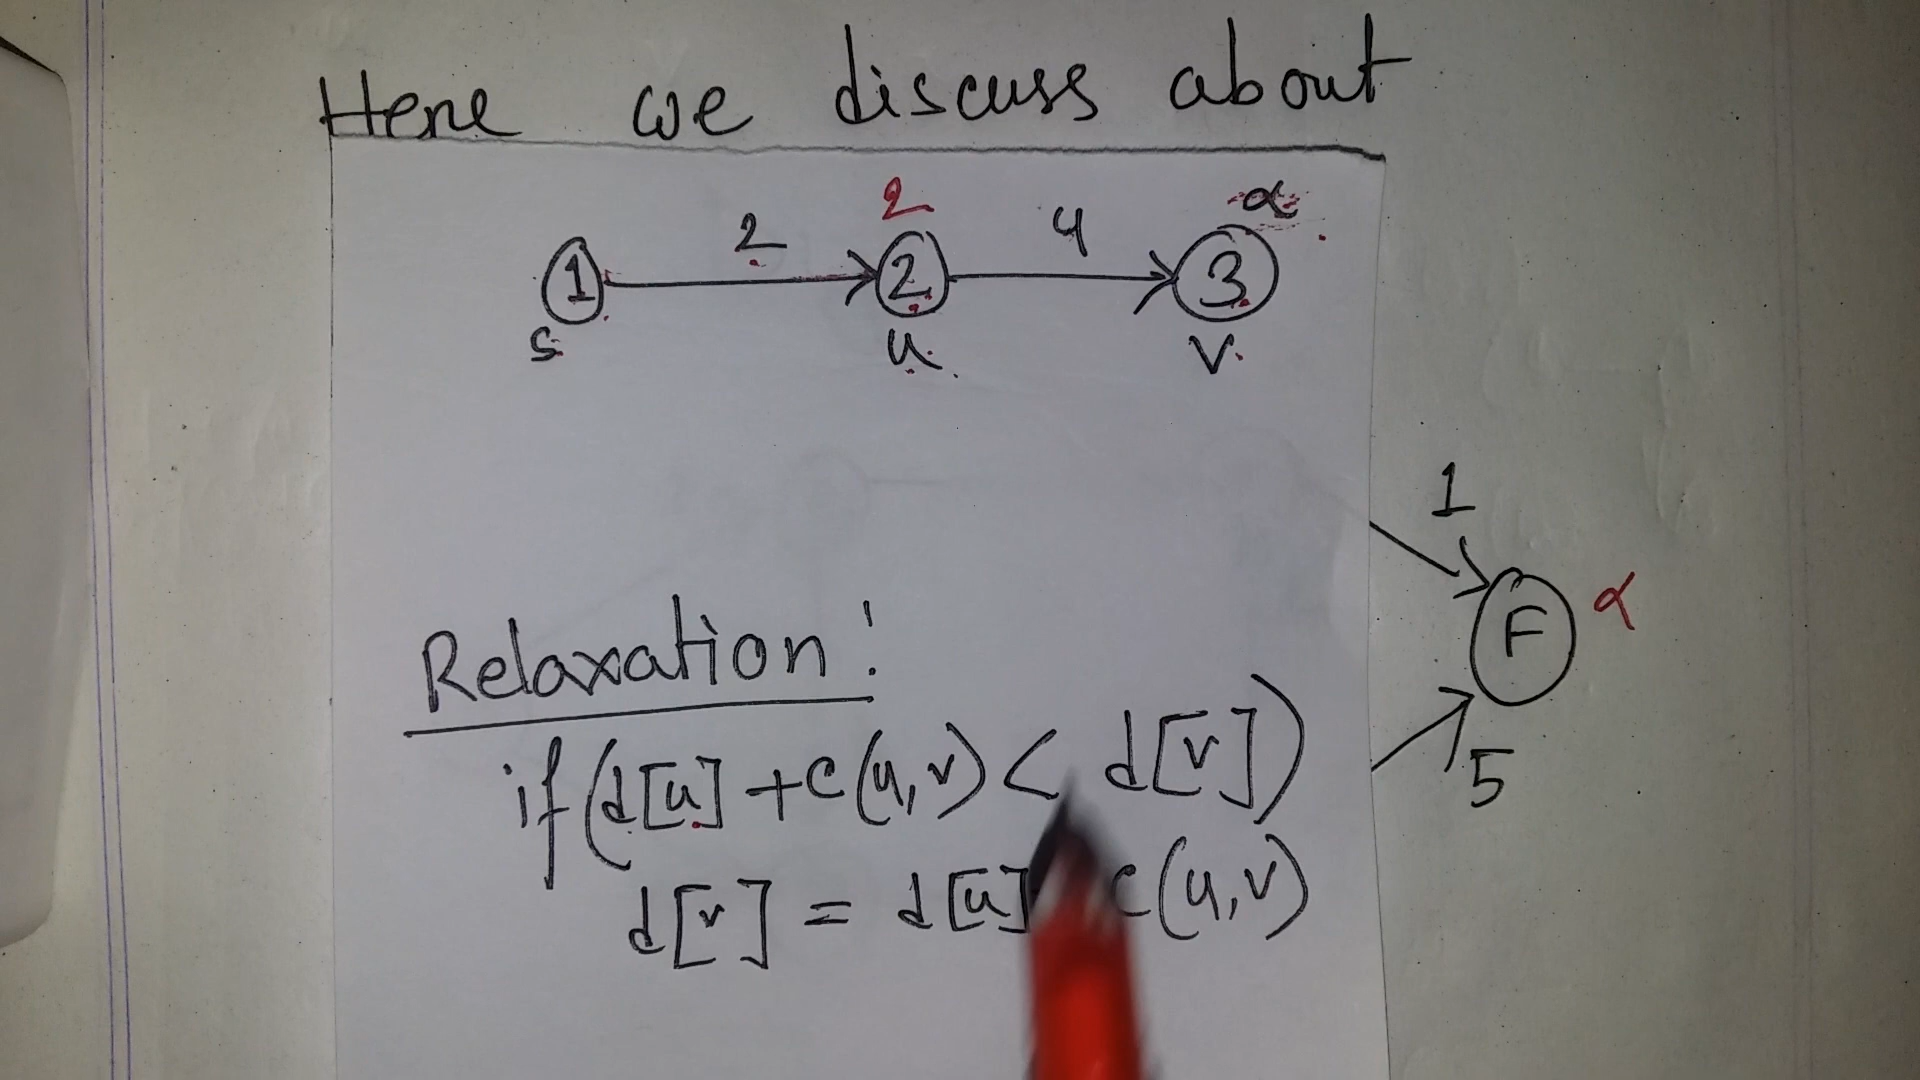 Here we discuss about
2 2 4 α
1 2 3
S u v
1
F α
5
Relaxation:
if(d[u] + c(u,v) < d[v])
d[v] = d[u] c(u,v)